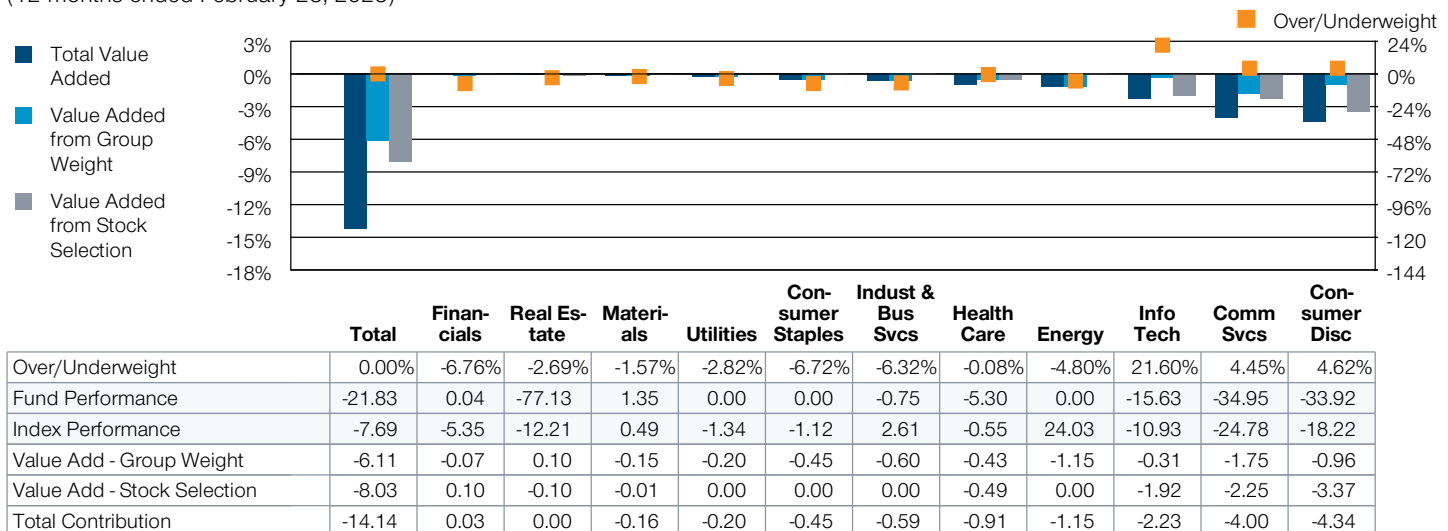 (12 months ended February 28, 2023)
Over/Underweight
Total Value
Added
Value Added
from Group
Weight
Value Added
from Stock
Selection
3%
0%
-3%
-6%
-9%
-12%
-15%
-18%
24%
0%
-24%
-48%
-72%
-96%
-120
-144
Total Finan-cials Real Es-tate Materi-als Utilities Con-sumer Staples Indust & Bus Svcs Health Care Energy Info Tech Comm Svcs Con-sumer Disc
Over/Underweight 0.00% -6.76% -2.69% -1.57% -2.82% -6.72% -6.32% -0.08% -4.80% 21.60% 4.45% 4.62%
Fund Performance -21.83 0.04 -77.13 1.35 0.00 0.00 -0.75 -5.30 0.00 -15.63 -34.95 -33.92
Index Performance -7.69 -5.35 -12.21 0.49 -1.34 -1.12 2.61 -0.55 24.03 -10.93 -24.78 -18.22
Value Add - Group Weight -6.11 -0.07 0.10 -0.15 -0.20 -0.45 -0.60 -0.43 -1.15 -0.31 -1.75 -0.96
Value Add - Stock Selection -8.03 0.10 -0.10 -0.01 0.00 0.00 0.00 -0.49 0.00 -1.92 -2.25 -3.37
Total Contribution -14.14 0.03 0.00 -0.16 -0.20 -0.45 -0.59 -0.91 -1.15 -2.23 -4.00 -4.34